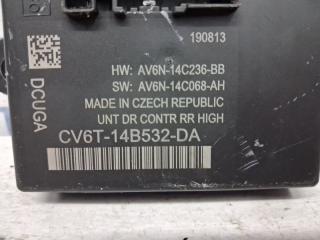 190813
HW: AV6N-14C236-BB
SW: AV6N-14C068-AH
MADE IN CZECH REPUBLIC
UNT DR CONTR RR HIGH
CV6T-14B532-DA
DCUGA